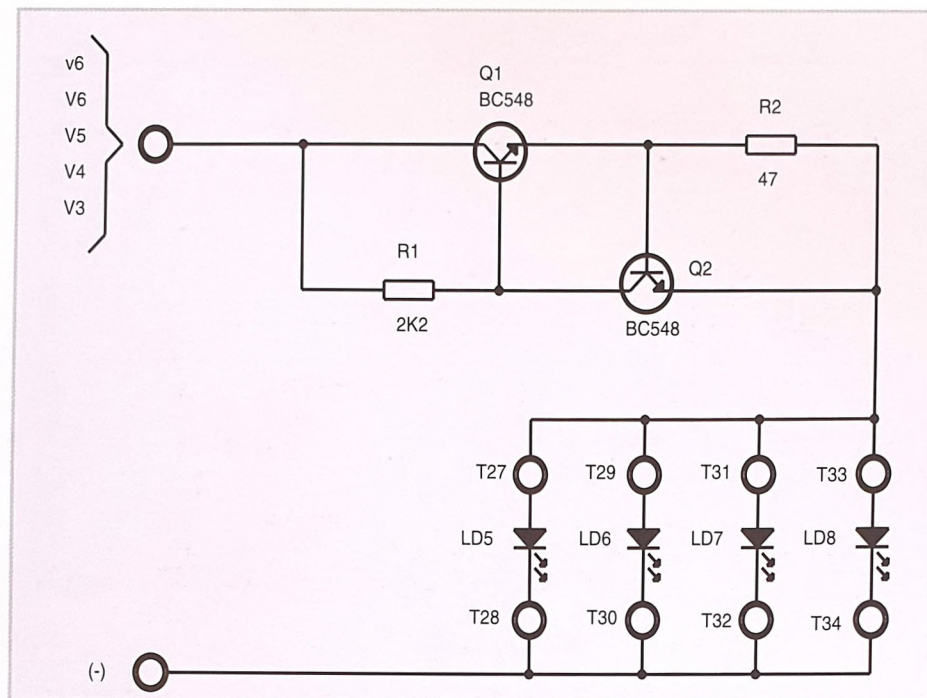 v6
V6
V5
V4
V3
Q1
BC548
R2
47
R1
2K2
Q2
BC548
T27
T29
T31
T33
LD5
LD6
LD7
LD8
T28
T30
T32
T34
(-)